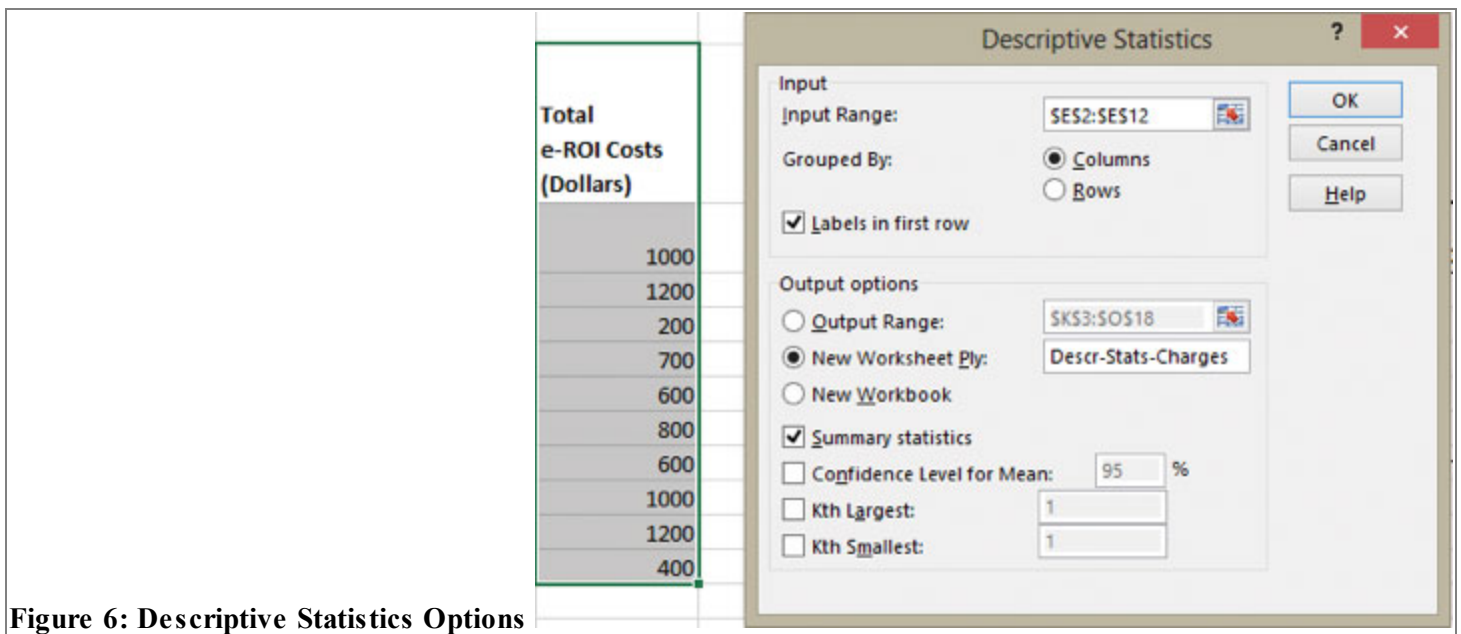 Total
e-ROI Costs
(Dollars)
1000
1200
200
700
600
800
600
1000
1200
400
Descriptive Statistics
?
×
Input
Input Range:
$E$2:$E$12
Grouped By:
Columns
Rows
Labels in first row
OK
Cancel
Help
Output options
Output Range:
$K$3:$O$18
New Worksheet Ply:
Descr-Stats-Charges
New Workbook
Summary statistics
Confidence Level for Mean:
95 %
Kth Largest:
1
Kth Smallest:
1
Figure 6: Descriptive Statistics Options